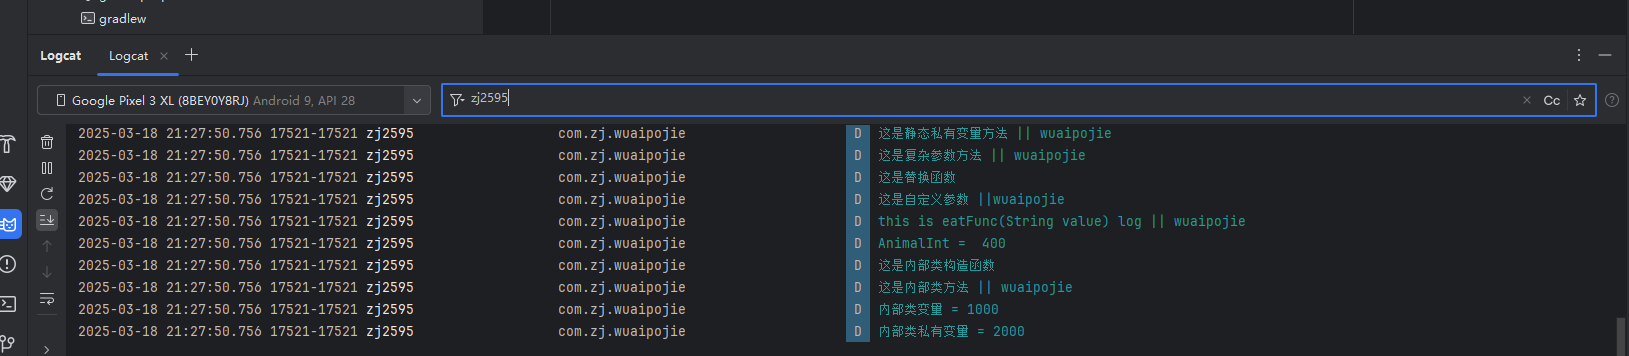 gradlew
Logcat Logcat
Google Pixel 3 XL (8BEY0Y8RJ) Android 9, API 28 zj2595 Cc
2025-03-18 21:27:50.756 17521-17521 zj2595 com.zj.wuaipojie D 这是静态私有变量方法 || wuaipojie
2025-03-18 21:27:50.756 17521-17521 zj2595 com.zj.wuaipojie D 这是复杂参数方法 || wuaipojie
2025-03-18 21:27:50.756 17521-17521 zj2595 com.zj.wuaipojie D 这是替换函数
2025-03-18 21:27:50.756 17521-17521 zj2595 com.zj.wuaipojie D 这是自定义参数 ||wuaipojie
2025-03-18 21:27:50.756 17521-17521 zj2595 com.zj.wuaipojie D this is eatFunc(String value) log || wuaipojie
2025-03-18 21:27:50.756 17521-17521 zj2595 com.zj.wuaipojie D AnimalInt =  400
2025-03-18 21:27:50.756 17521-17521 zj2595 com.zj.wuaipojie D 这是内部类构造函数
2025-03-18 21:27:50.756 17521-17521 zj2595 com.zj.wuaipojie D 这是内部类方法 || wuaipojie
2025-03-18 21:27:50.756 17521-17521 zj2595 com.zj.wuaipojie D 内部类变量 = 1000
2025-03-18 21:27:50.756 17521-17521 zj2595 com.zj.wuaipojie D 内部类私有变量 = 2000